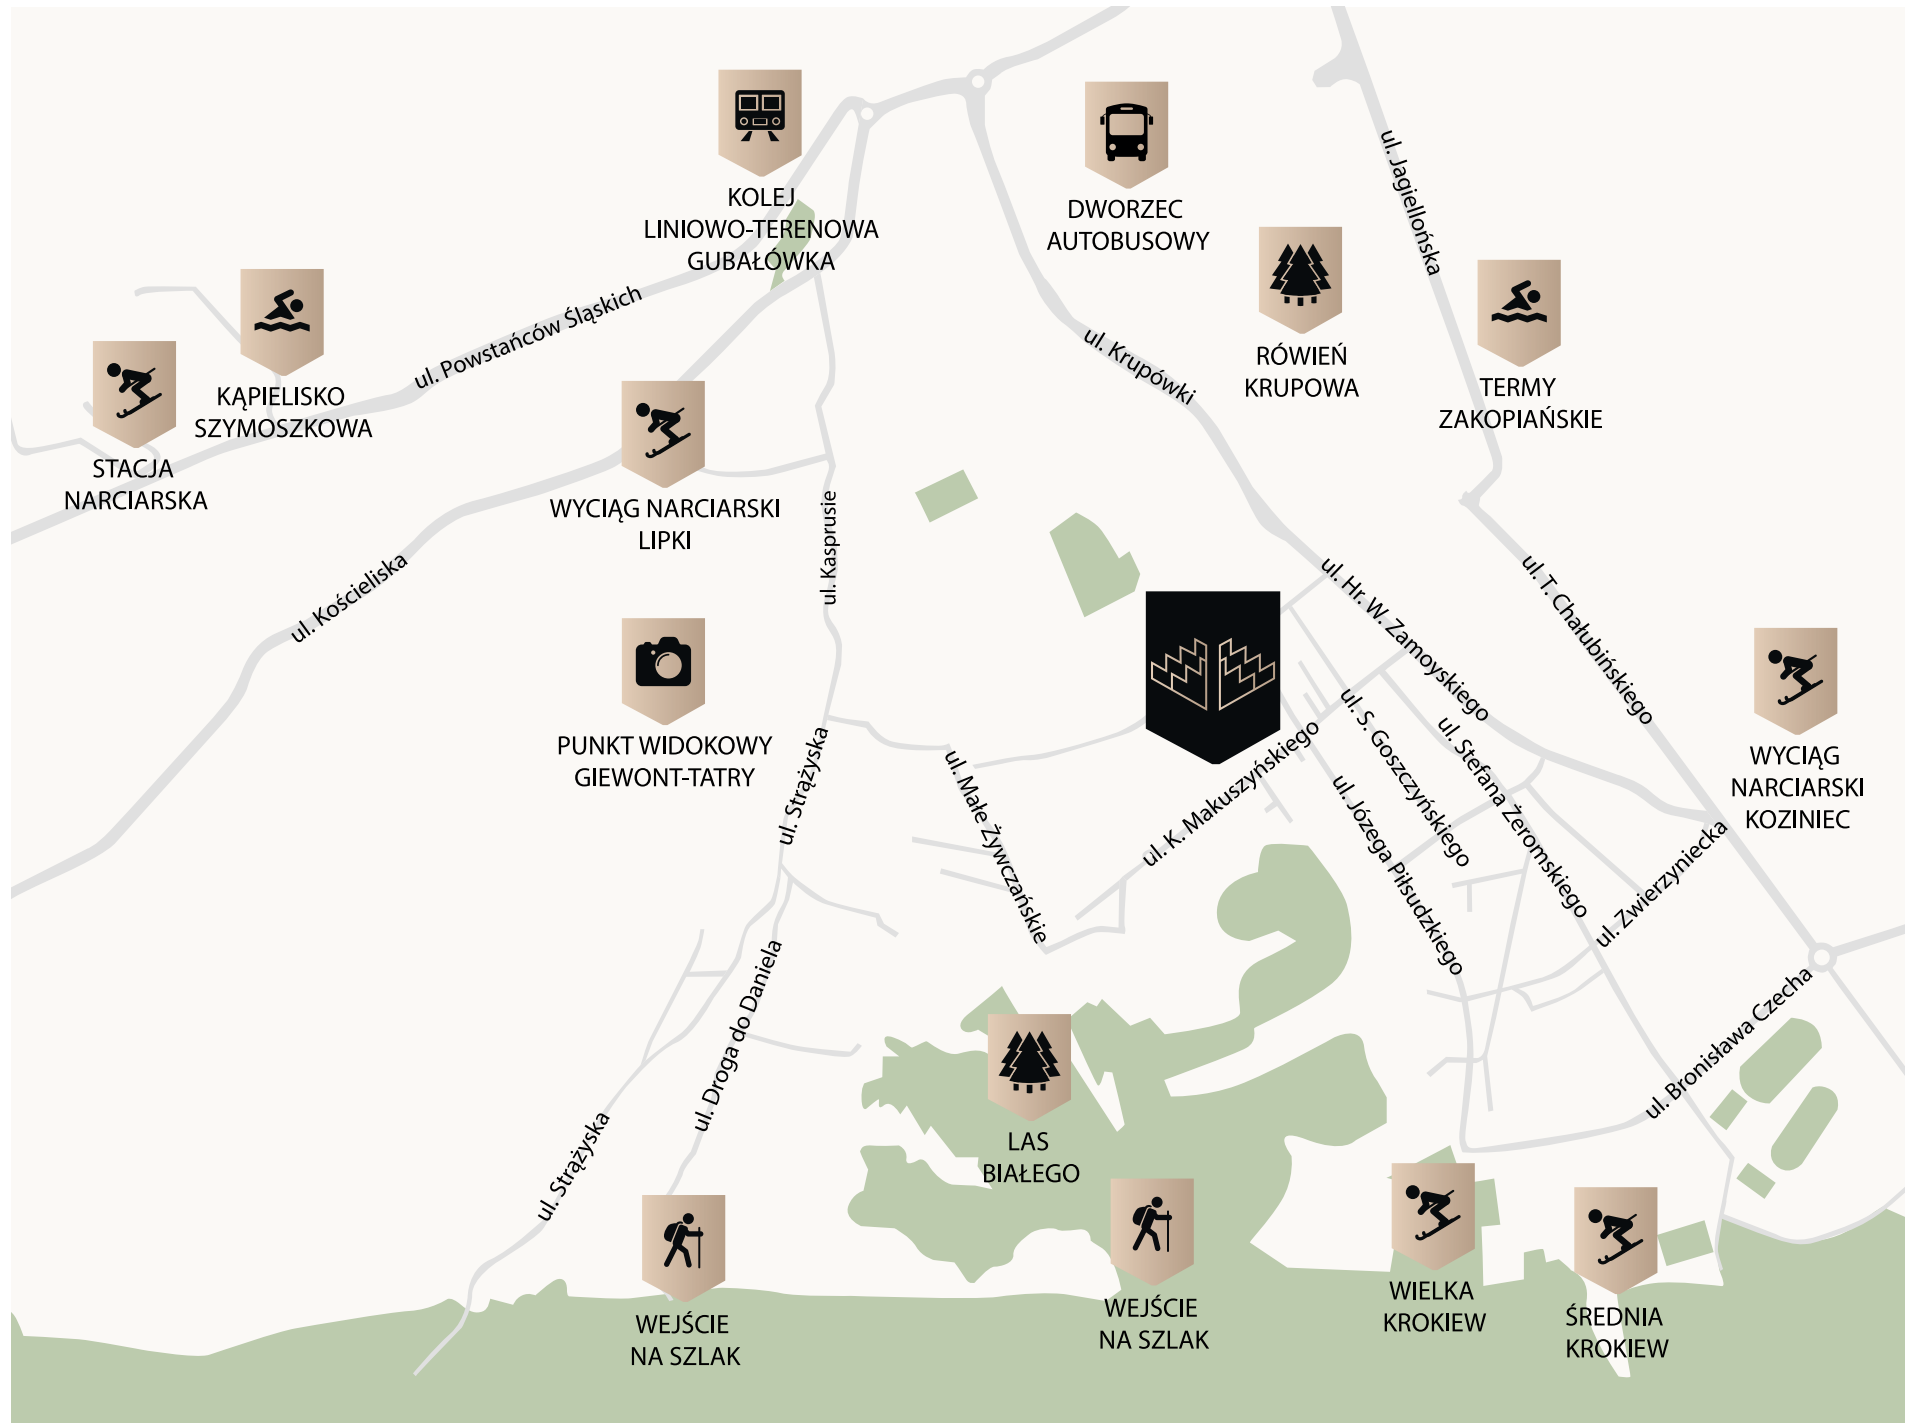 KOLEJ
LINIOWO-TERENOWA
GUBAŁÓWKA
DWORZEC
AUTOBUSOWY
ul. Jagiellońska
RÓWIEŃ
KRUPOWA
TERMY
ZAKOPIAŃSKIE
KĄPIELISKO
SZYMOSZKOWA
STACJA
NARCIARSKA
ul. Powstańców Śląskich
ul. Krupówki
WYCIĄG NARCIARSKI
LIPKI
ul. Kościeliska
ul. Kasprusie
ul. Hr. W. Zamoyskiego
ul. T. Chałubińskiego
PUNKT WIDOKOWY
GIEWONT-TATRY
ul. Strążyska
ul. Małe Żywczańskie
ul. K. Makuszyńskiego
ul. S. Goszczyńskiego
ul. Stefana Żeromskiego
ul. Józega Piłsudzkiego
WYCIĄG
NARCIARSKI
KOZINIEC
ul. Zwierzyniecka
ul. Droga do Daniela
ul. Bronisława Czecha
ul. Strążyska
LAS
BIAŁEGO
WEJŚCIE
NA SZLAK
WEJŚCIE
NA SZLAK
WIELKA
KROKIEW
ŚREDNIA
KROKIEW